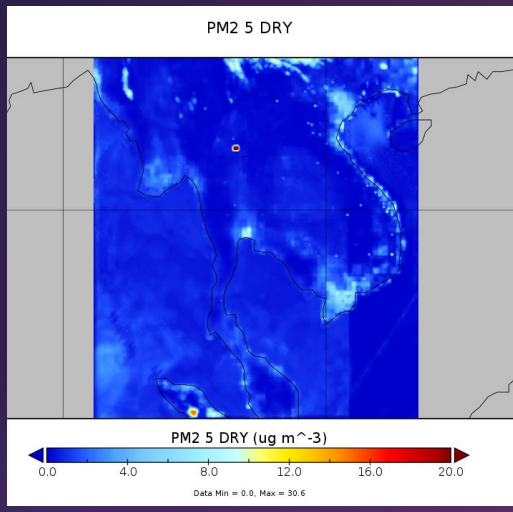 PM2 5 DRY
PM2 5 DRY (ug m^-3)
0.0 4.0 8.0 12.0 16.0 20.0
Data Min = 0.0, Max = 30.6